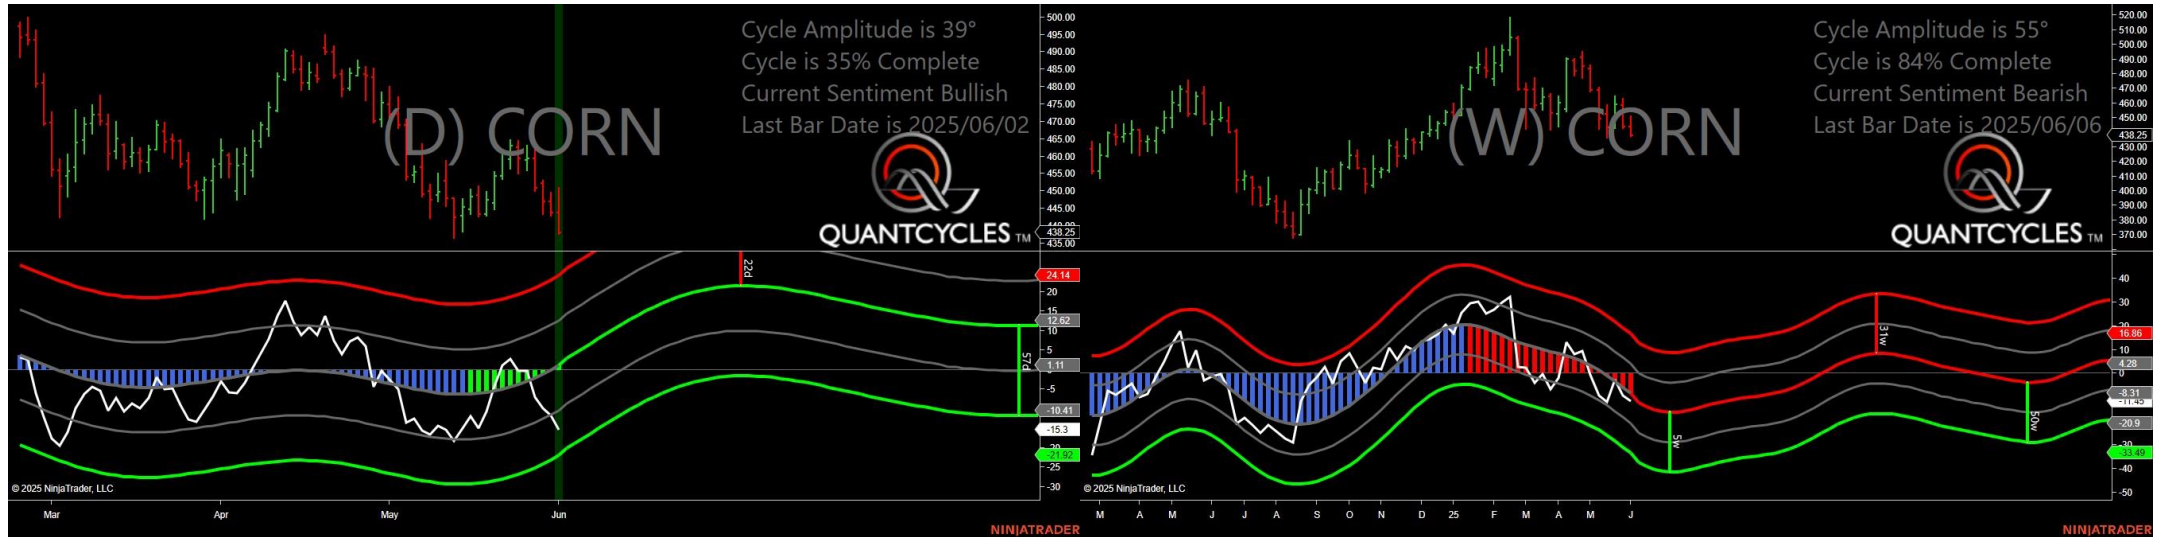 Cycle Amplitude is 39°
Cycle is 35% Complete
Current Sentiment Bullish
Last Bar Date is 2025/06/02
(D) CORN
QUANTCYCLES TM
500.00
495.00
490.00
485.00
480.00
475.00
470.00
465.00
460.00
455.00
450.00
445.00
438.25
435.00
22d
57d
24.14
20
15
12.62
10
5
1.11
-5
-10.41
-15.3
-20
-21.92
-25
-30
© 2025 NinjaTrader, LLC
Mar Apr May Jun
NINJATRADER
Cycle Amplitude is 55°
Cycle is 84% Complete
Current Sentiment Bearish
Last Bar Date is 2025/06/06
(W) CORN
QUANTCYCLES TM
520.00
510.00
500.00
490.00
480.00
470.00
460.00
450.00
438.25
430.00
420.00
410.00
400.00
390.00
380.00
370.00
31w
5w
50w
40
30
20
16.86
10
4.28
0
-8.31
-11.45
-20.9
-30
-33.49
-40
-50
© 2025 NinjaTrader, LLC
M A M J J A S O N D 25 F M A M J
NINJATRADER